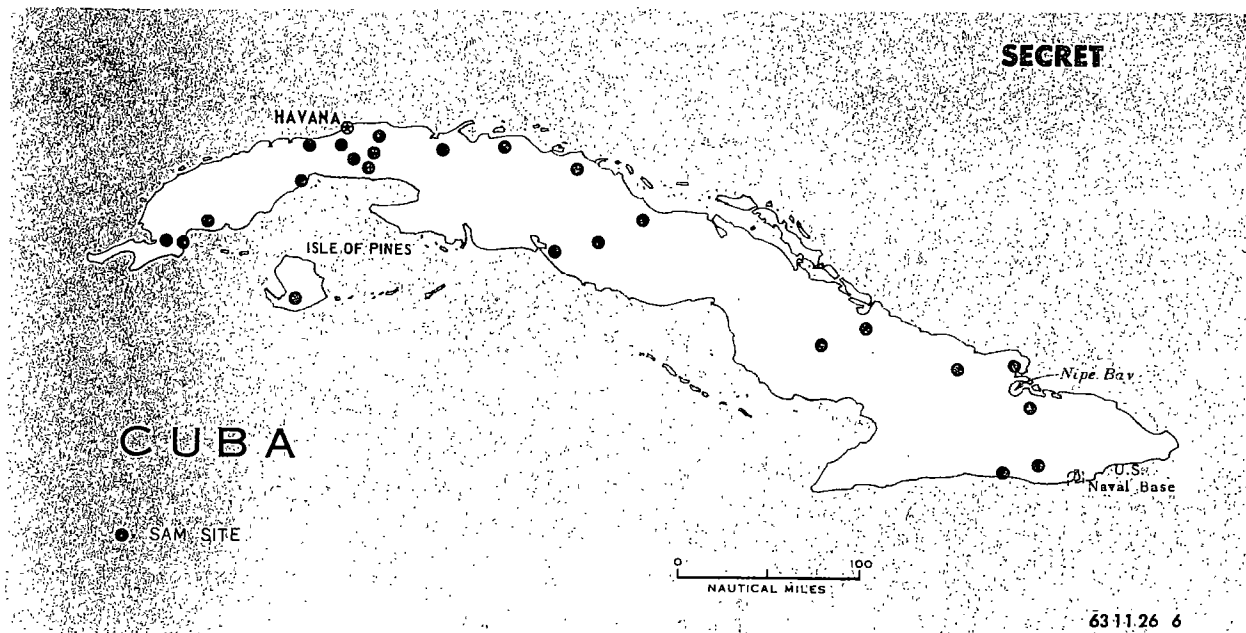 SECRET
HAVANA
ISLE OF PINES
Nipe Bay
CUBA
U.S.
Naval Base
SAM SITE
0 100
NAUTICAL MILES
63 11 26 6